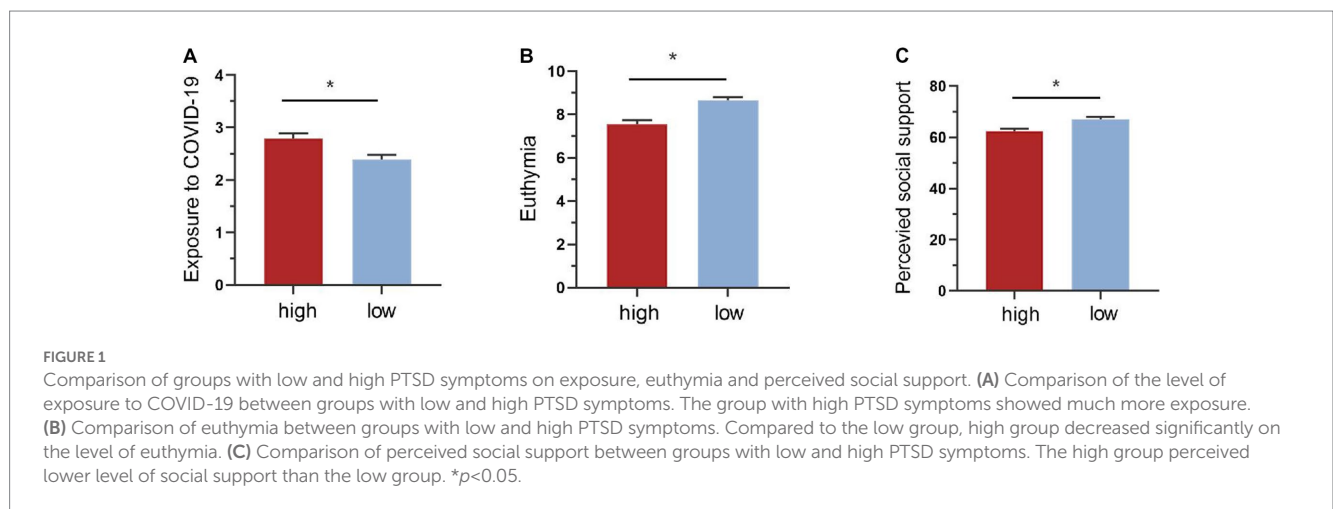 A
Exposure to COVID-19
4
3
2
1
0
*
high
low
B
Euthymia
10
8
6
4
2
0
*
high
low
C
Percevied social support
80
60
40
20
0
*
high
low
FIGURE 1
Comparison of groups with low and high PTSD symptoms on exposure, euthymia and perceived social support. (A) Comparison of the level of
exposure to COVID-19 between groups with low and high PTSD symptoms. The group with high PTSD symptoms showed much more exposure.
(B) Comparison of euthymia between groups with low and high PTSD symptoms. Compared to the low group, high group decreased significantly on
the level of euthymia. (C) Comparison of perceived social support between groups with low and high PTSD symptoms. The high group perceived
lower level of social support than the low group. *p<0.05.